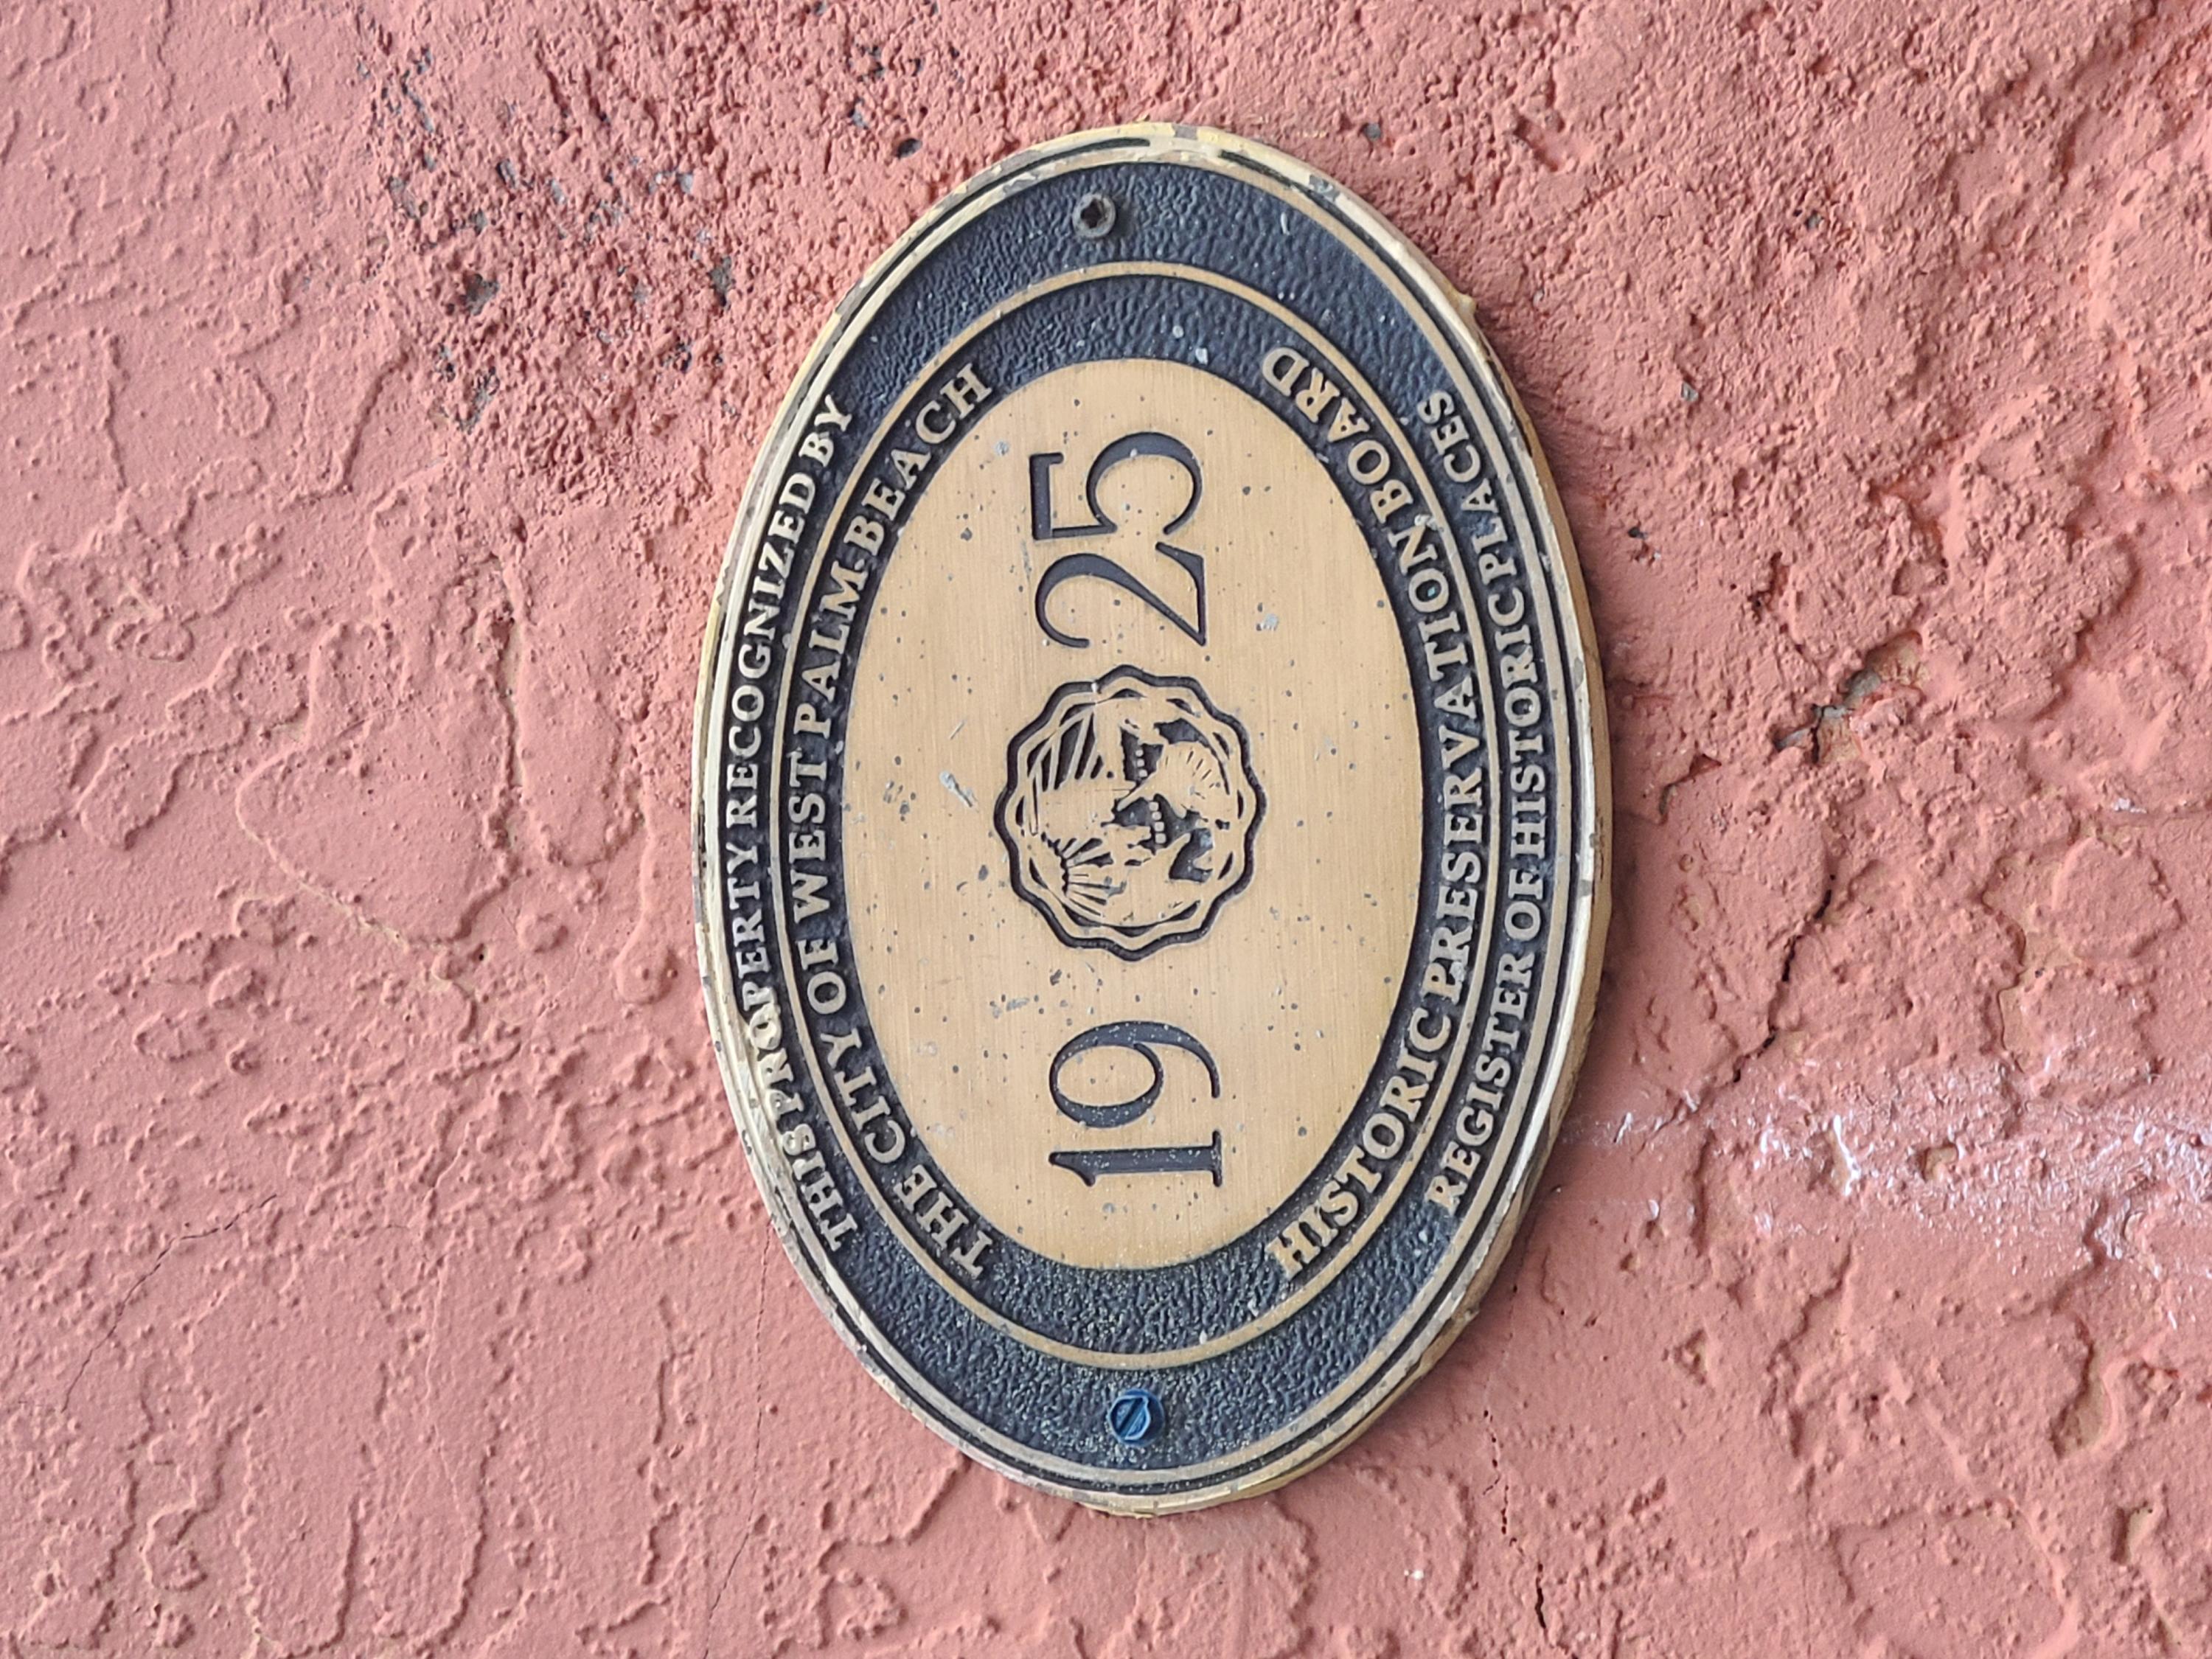 THIS PROPERTY RECOGNIZED BY
THE CITY OF WEST PALM BEACH
19 25
HISTORIC PRESERVATION BOARD
REGISTER OF HISTORIC PLACES